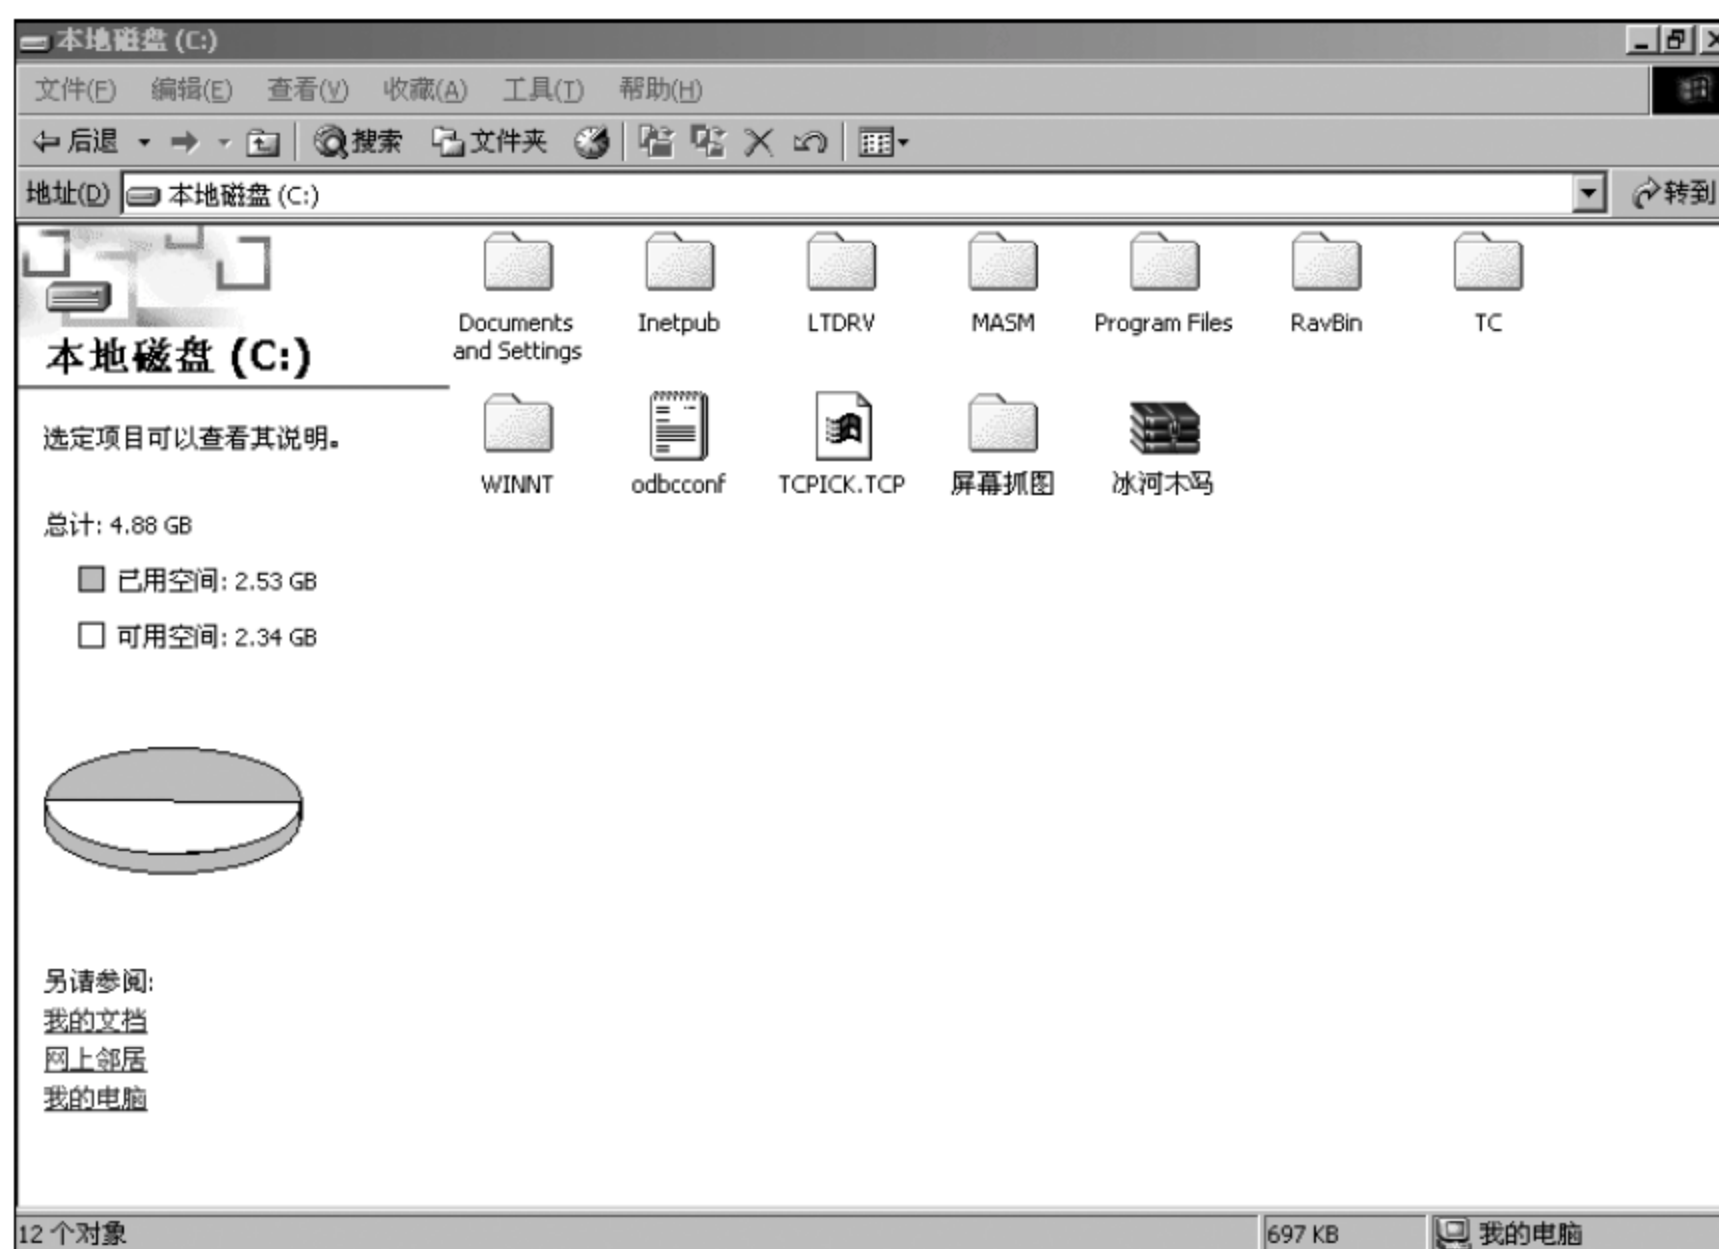 本地磁盘 (C:)
文件(F) 编辑(E) 查看(V) 收藏(A) 工具(T) 帮助(H)
后退 搜索 文件夹
地址(D) 本地磁盘 (C:) 转到
本地磁盘 (C:)
选定项目可以查看其说明。
总计: 4.88 GB
已用空间: 2.53 GB
可用空间: 2.34 GB
另请参阅:
我的文档
网上邻居
我的电脑
Documents and Settings
Inetpub
LTDRV
MASM
Program Files
RavBin
TC
WINNT
odbcconf
TCPICK.TCP
屏幕抓图
冰河木马
12 个对象 697 KB 我的电脑